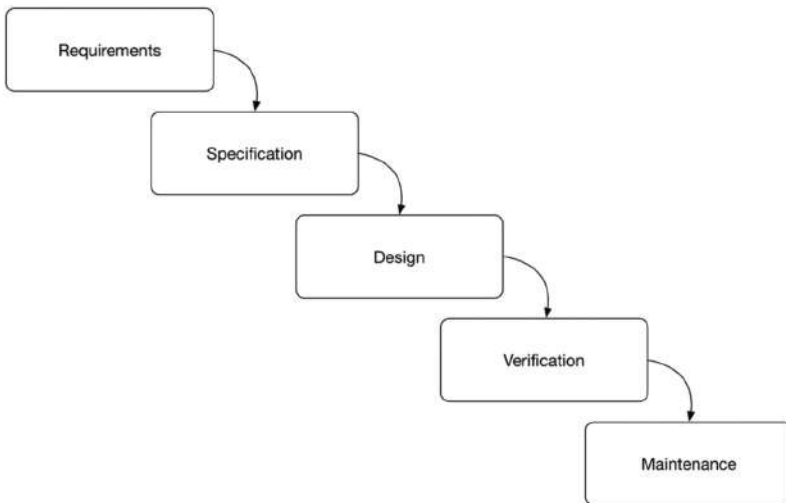 Requirements
Specification
Design
Verification
Maintenance